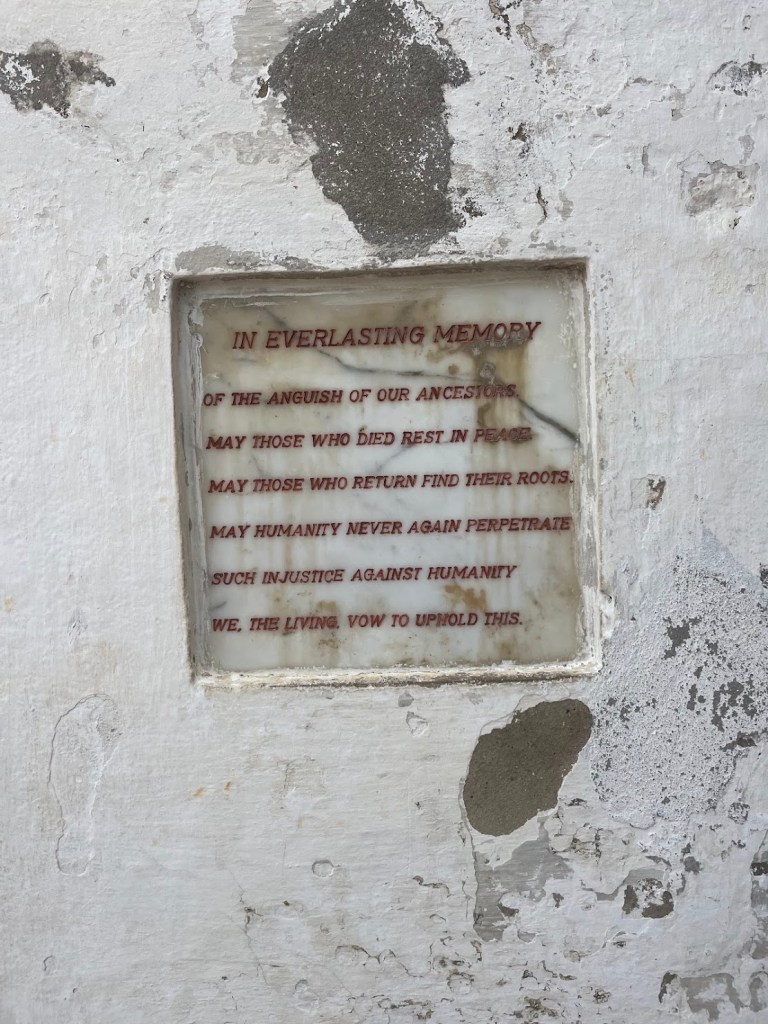 IN EVERLASTING MEMORY
OF THE ANGUISH OF OUR ANCESTORS.
MAY THOSE WHO DIED REST IN PEACE.
MAY THOSE WHO RETURN FIND THEIR ROOTS.
MAY HUMANITY NEVER AGAIN PERPETRATE
SUCH INJUSTICE AGAINST HUMANITY
WE, THE LIVING, VOW TO UPHOLD THIS.